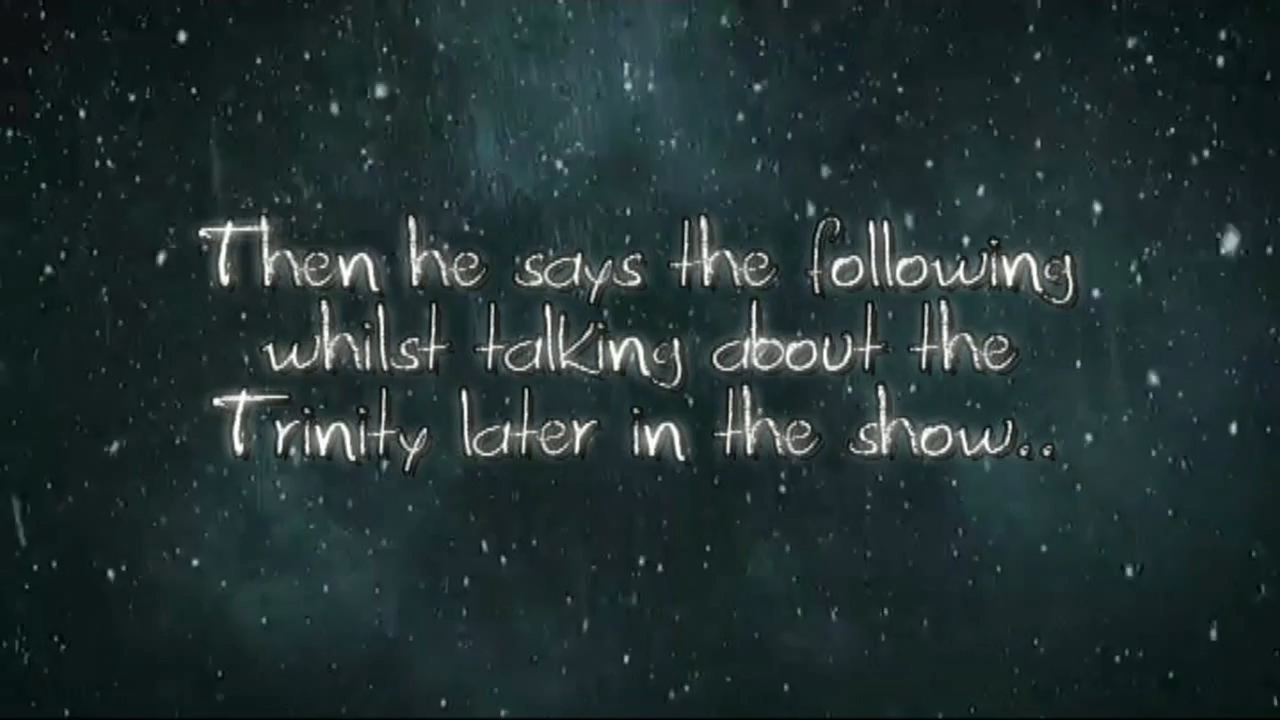 Then he says the following
whilst talking about the
Trinity later in the show..